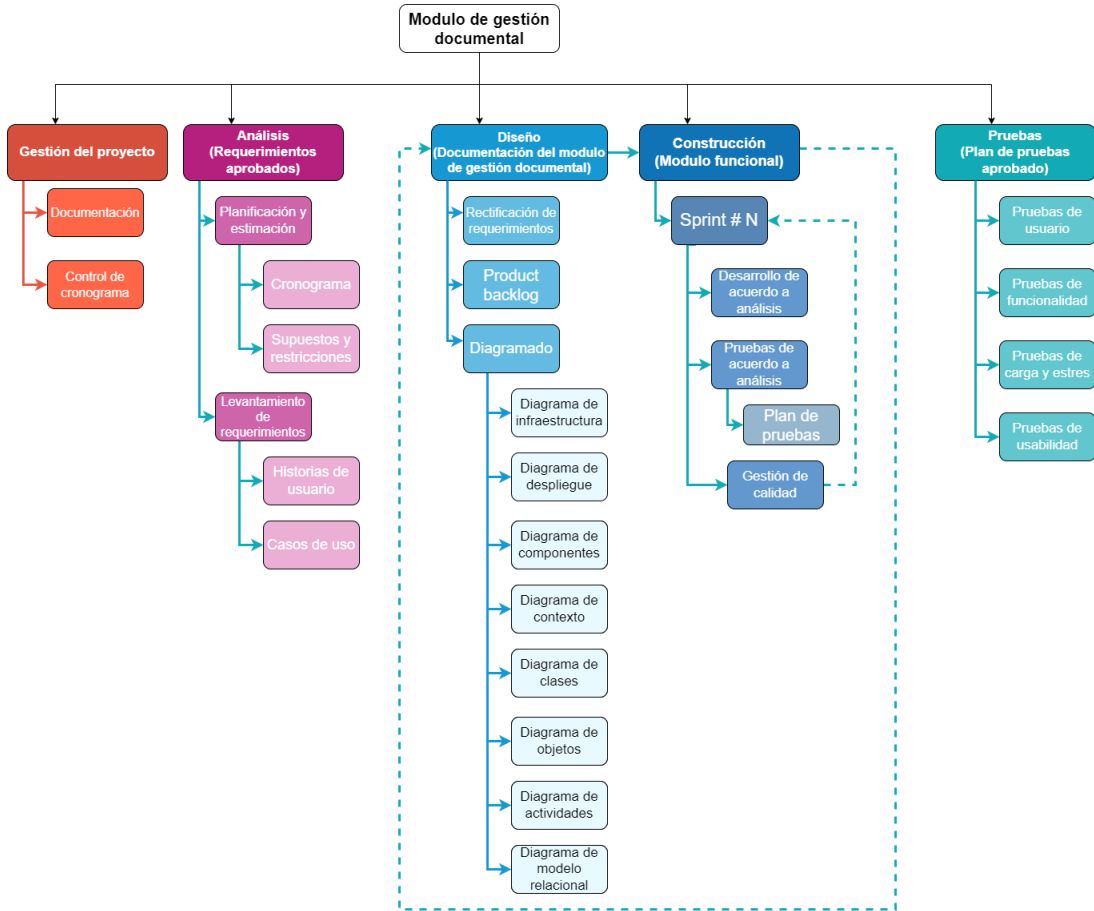 Modulo de gestión
documental
Gestión del proyecto
Documentación
Control de
cronograma
Análisis
(Requerimientos
aprobados)
Planificación y
estimación
Cronograma
Supuestos y
restricciones
Levantamiento
de
requerimientos
Historias de
usuario
Casos de uso
Diseño
(Documentación del modulo
de gestión documental)
Rectificación de
requerimientos
Product
backlog
Diagramado
Diagrama de
infraestructura
Diagrama de
despliegue
Diagrama de
componentes
Diagrama de
contexto
Diagrama de
clases
Diagrama de
objetos
Diagrama de
actividades
Diagrama de
modelo
relacional
Construcción
(Modulo funcional)
Sprint # N
Desarrollo de
acuerdo a
análisis
Pruebas de
acuerdo a
análisis
Plan de
pruebas
Gestión de
calidad
Pruebas
(Plan de pruebas
aprobado)
Pruebas de
usuario
Pruebas de
funcionalidad
Pruebas de
carga y estres
Pruebas de
usabilidad